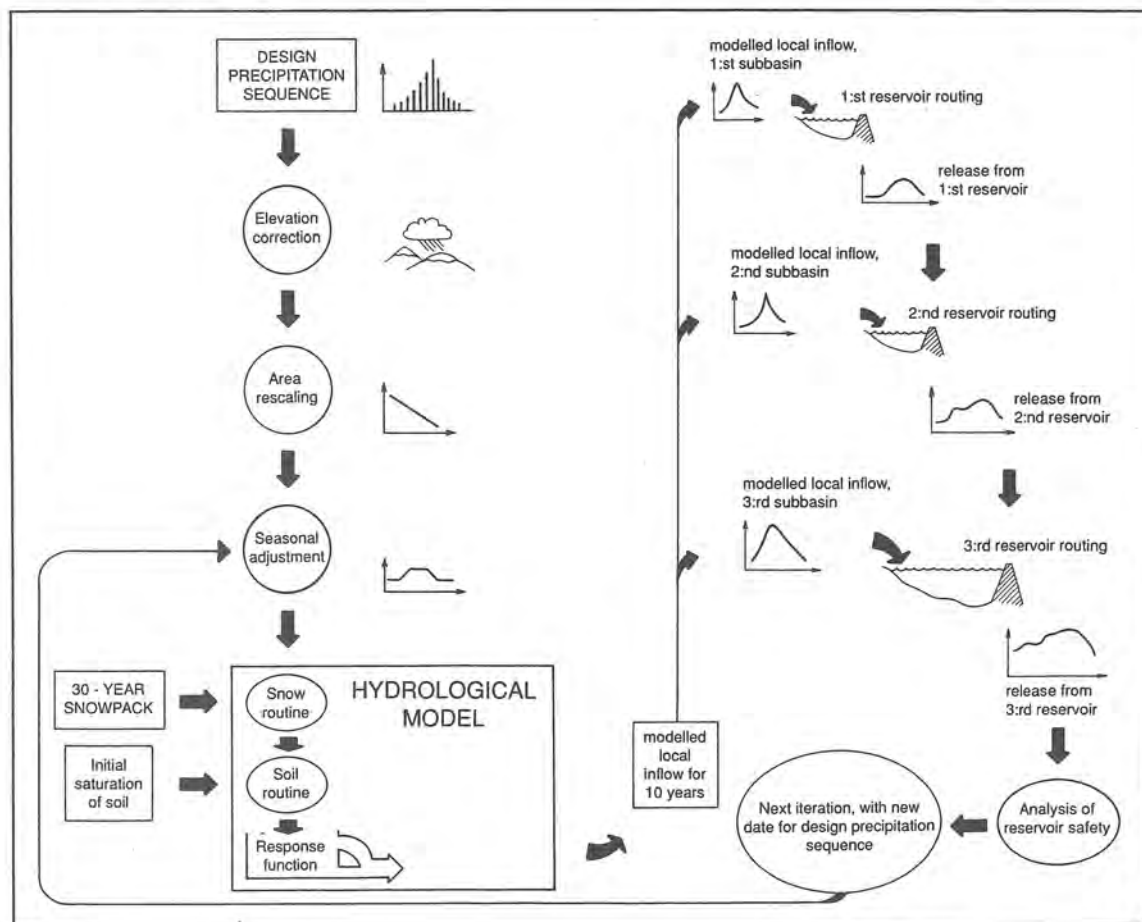 DESIGN
PRECIPITATION
SEQUENCE
Elevation
correction
Area
rescaling
Seasonal
adjustment
30 - YEAR
SNOWPACK
Initial
saturation
of soil
HYDROLOGICAL
MODEL
Snow
routine
Soil
routine
Response
function
modelled
local
inflow for
10 years
modelled local inflow,
1:st subbasin
1:st reservoir routing
release from
1:st reservoir
modelled local inflow,
2:nd subbasin
2:nd reservoir routing
release from
2:nd reservoir
modelled local inflow,
3:rd subbasin
3:rd reservoir routing
release from
3:rd reservoir
Analysis of
reservoir safety
Next iteration, with new
date for design precipitation
sequence